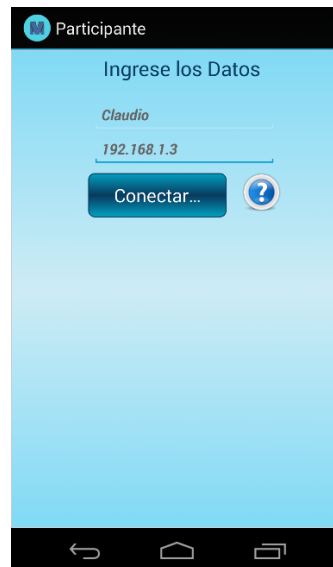 M Participante
Ingrese los Datos
Claudio
192.168.1.3
Conectar... ?